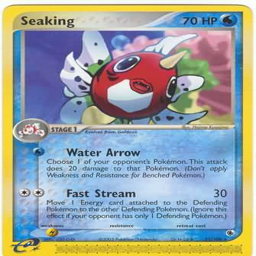 Seaking 70 HP
STAGE 1
Evolves from Goldeen
Water Arrow
Choose 1 of your opponent's Pokémon. This attack
does 20 damage to that Pokémon. (Don't apply
Weakness and Resistance for Benched Pokémon.)
Fast Stream 30
Move 1 Energy card attached to the Defending
Pokémon to the other Defending Pokémon. (Ignore this
effect if your opponent has only 1 Defending Pokémon.)
weakness resistance retreat cost